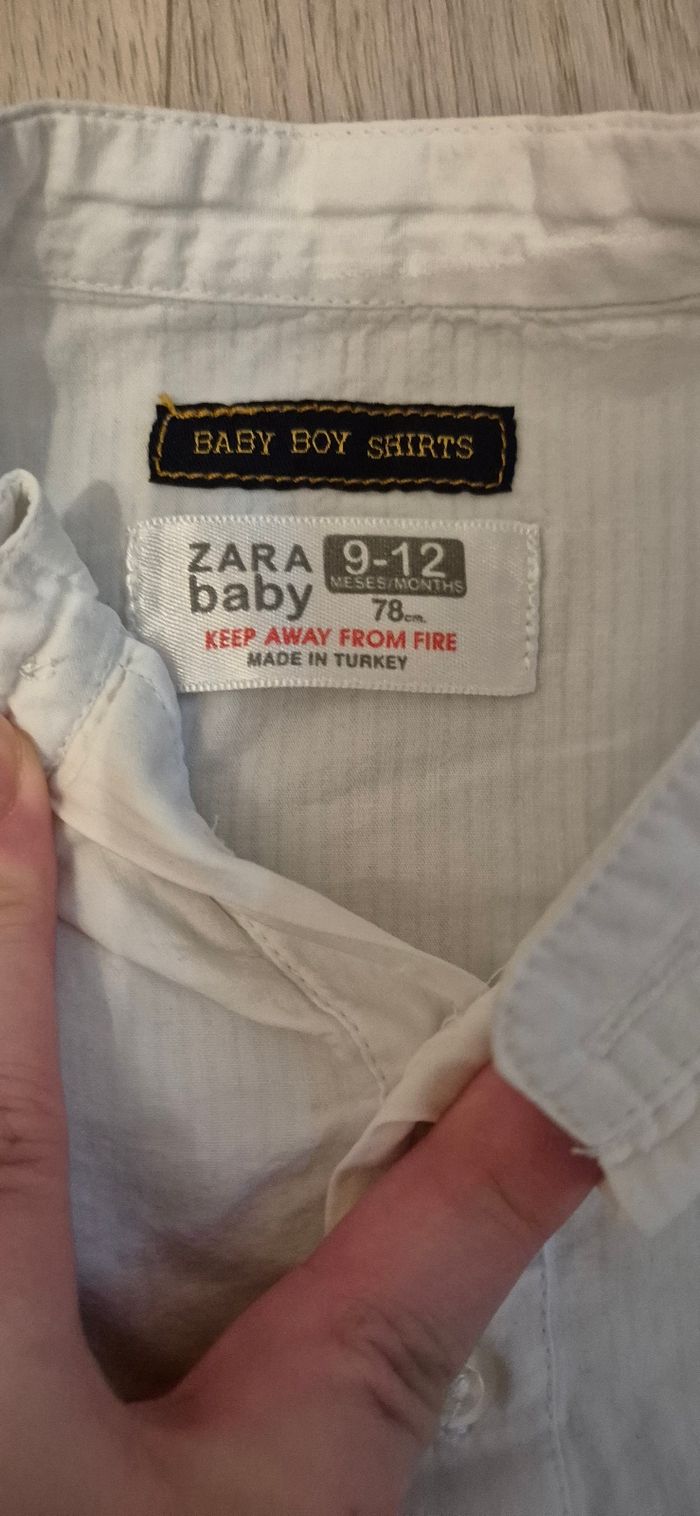 BABY BOY SHIRTS
ZARA 9-12
baby MESES/MONTHS
78cm.
KEEP AWAY FROM FIRE
MADE IN TURKEY